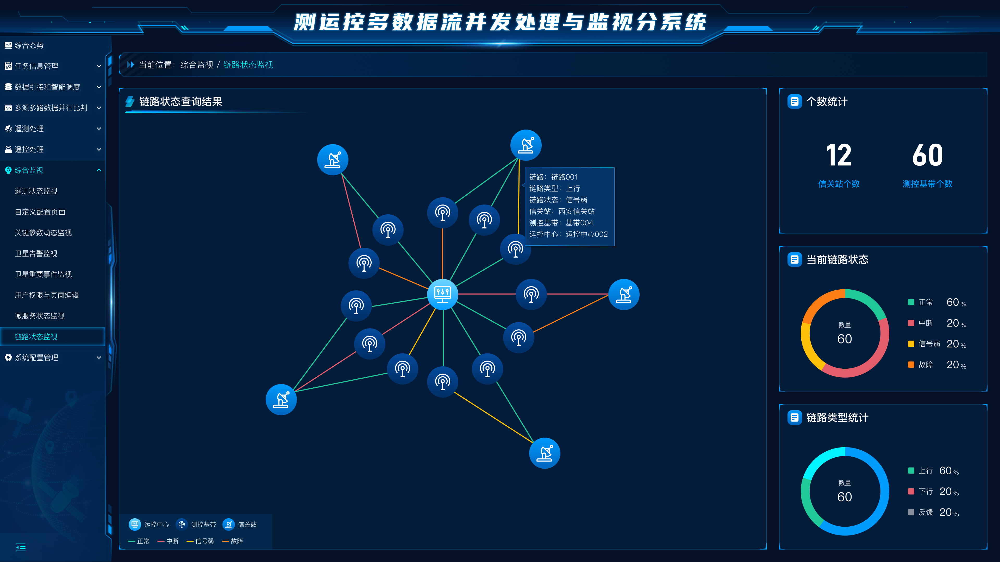 测运控多数据流并发处理与监视分系统
综合态势
任务信息管理
数据引接和智能调度
多源多路数据并行比判
遥测处理
遥控处理
综合监视
遥测状态监视
自定义配置页面
关键参数动态监视
卫星告警监视
卫星重要事件监视
用户权限与页面编辑
微服务状态监视
链路状态监视
系统配置管理
当前位置：综合监视 / 链路状态监视
链路状态查询结果
链路：链路001
链路类型：上行
链路状态：信号弱
信关站：西安信关站
测控基带：基带004
运控中心：运控中心002
运控中心 测控基带 信关站
正常 中断 信号弱 故障
个数统计
12 60
信关站个数 测控基带个数
当前链路状态
数量
60
正常 60 %
中断 20 %
信号弱 20 %
故障 20 %
链路类型统计
数量
60
上行 60 %
下行 20 %
反馈 20 %